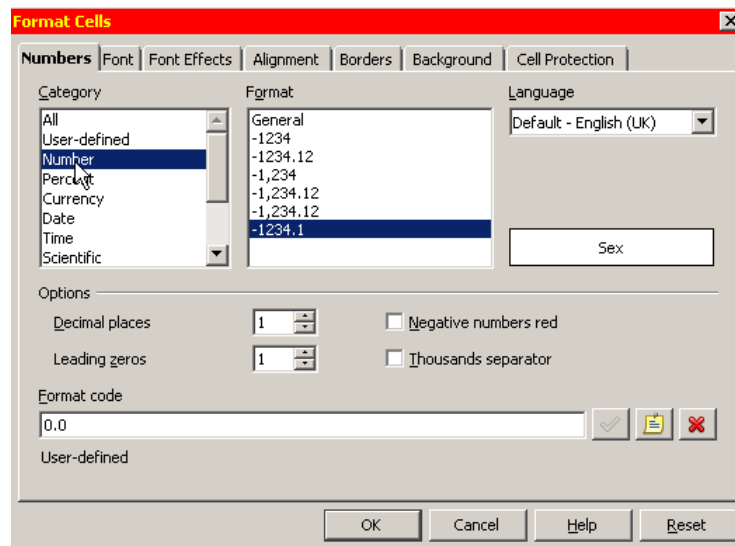 Format Cells
Numbers Font Font Effects Alignment Borders Background Cell Protection
Category Format Language
All
User-defined
Number
Percent
Currency
Date
Time
Scientific
General
-1234
-1234.12
-1,234
-1,234.12
-1,234.12
-1234.1
Default - English (UK)
Sex
Options
Decimal places 1 Negative numbers red
Leading zeros 1 Thousands separator
Format code
0.0
User-defined
OK Cancel Help Reset